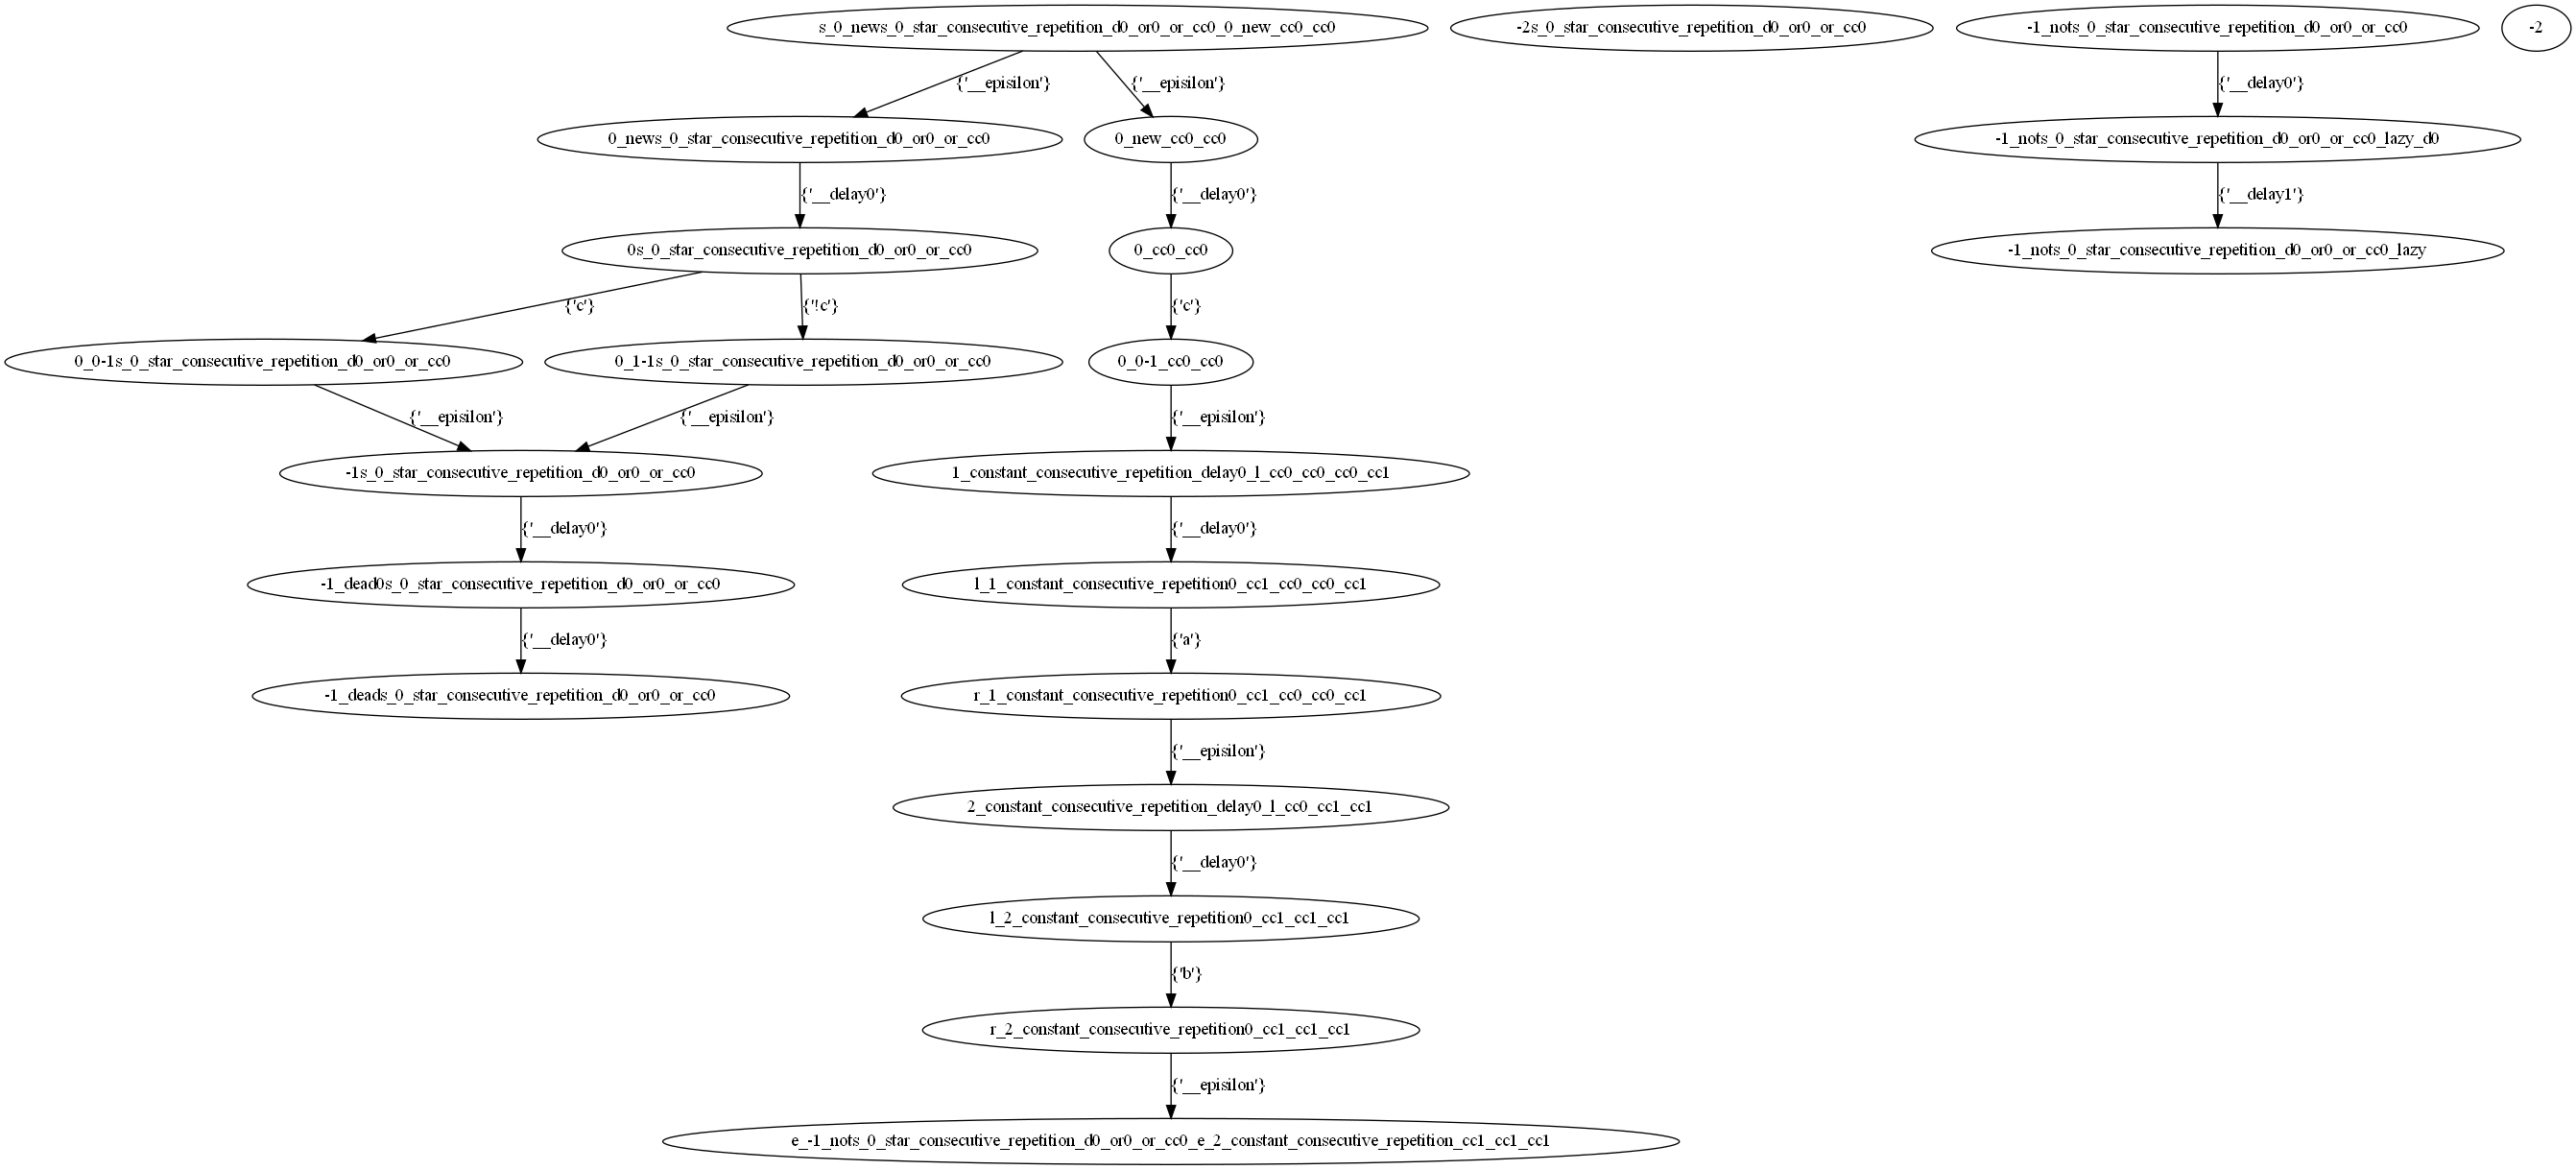 s_0_news_0_star_consecutive_repetition_d0_or0_or_cc0_0_new_cc0_cc0
-2s_0_star_consecutive_repetition_d0_or0_or_cc0
-1_nots_0_star_consecutive_repetition_d0_or0_or_cc0
-2
{'__episilon'}
{'__episilon'}
{'__delay0'}
0_news_0_star_consecutive_repetition_d0_or0_or_cc0
0_new_cc0_cc0
-1_nots_0_star_consecutive_repetition_d0_or0_or_cc0_lazy_d0
{'__delay0'}
{'__delay0'}
{'__delay1'}
0s_0_star_consecutive_repetition_d0_or0_or_cc0
0_cc0_cc0
-1_nots_0_star_consecutive_repetition_d0_or0_or_cc0_lazy
{'c'}
{'!c'}
{'c'}
0_0-1s_0_star_consecutive_repetition_d0_or0_or_cc0
0_1-1s_0_star_consecutive_repetition_d0_or0_or_cc0
0_0-1_cc0_cc0
{'__episilon'}
{'__episilon'}
{'__episilon'}
-1s_0_star_consecutive_repetition_d0_or0_or_cc0
1_constant_consecutive_repetition_delay0_l_cc0_cc0_cc0_cc1
{'__delay0'}
{'__delay0'}
-1_dead0s_0_star_consecutive_repetition_d0_or0_or_cc0
l_1_constant_consecutive_repetition0_cc1_cc0_cc0_cc1
{'__delay0'}
{'a'}
-1_deads_0_star_consecutive_repetition_d0_or0_or_cc0
r_1_constant_consecutive_repetition0_cc1_cc0_cc0_cc1
{'__episilon'}
2_constant_consecutive_repetition_delay0_l_cc0_cc1_cc1
{'__delay0'}
l_2_constant_consecutive_repetition0_cc1_cc1_cc1
{'b'}
r_2_constant_consecutive_repetition0_cc1_cc1_cc1
{'__episilon'}
e_-1_nots_0_star_consecutive_repetition_d0_or0_or_cc0_e_2_constant_consecutive_repetition_cc1_cc1_cc1